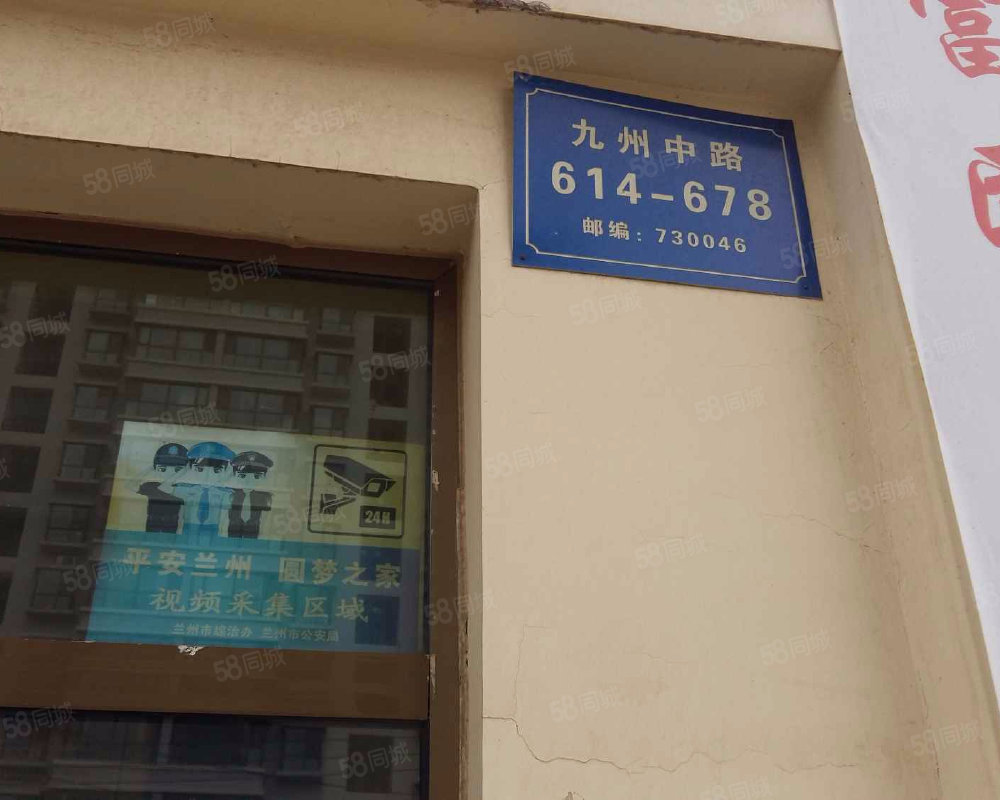 九州中路
614-678
邮编: 730046
24H
平安兰州 圆梦之家
视频采集区域
兰州市综治办 兰州市公安局
58同城